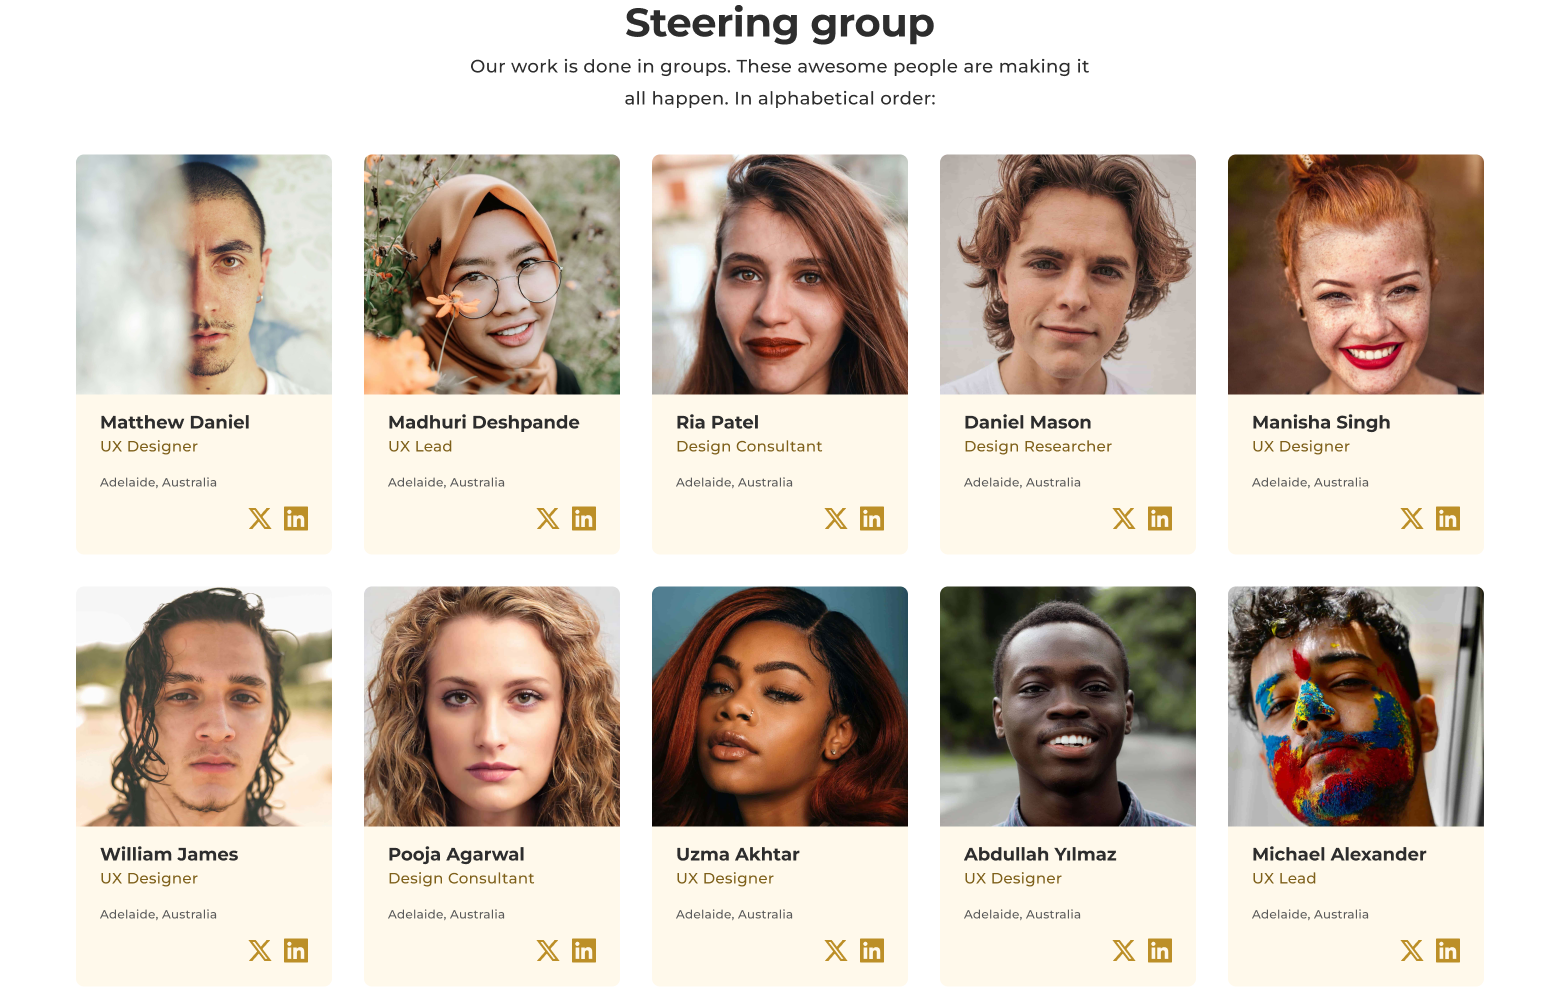 Steering group
Our work is done in groups. These awesome people are making it
all happen. In alphabetical order:
Matthew Daniel
UX Designer
Adelaide, Australia
Madhuri Deshpande
UX Lead
Adelaide, Australia
Ria Patel
Design Consultant
Adelaide, Australia
Daniel Mason
Design Researcher
Adelaide, Australia
Manisha Singh
UX Designer
Adelaide, Australia
William James
UX Designer
Adelaide, Australia
Pooja Agarwal
Design Consultant
Adelaide, Australia
Uzma Akhtar
UX Designer
Adelaide, Australia
Abdullah Yılmaz
UX Designer
Adelaide, Australia
Michael Alexander
UX Lead
Adelaide, Australia